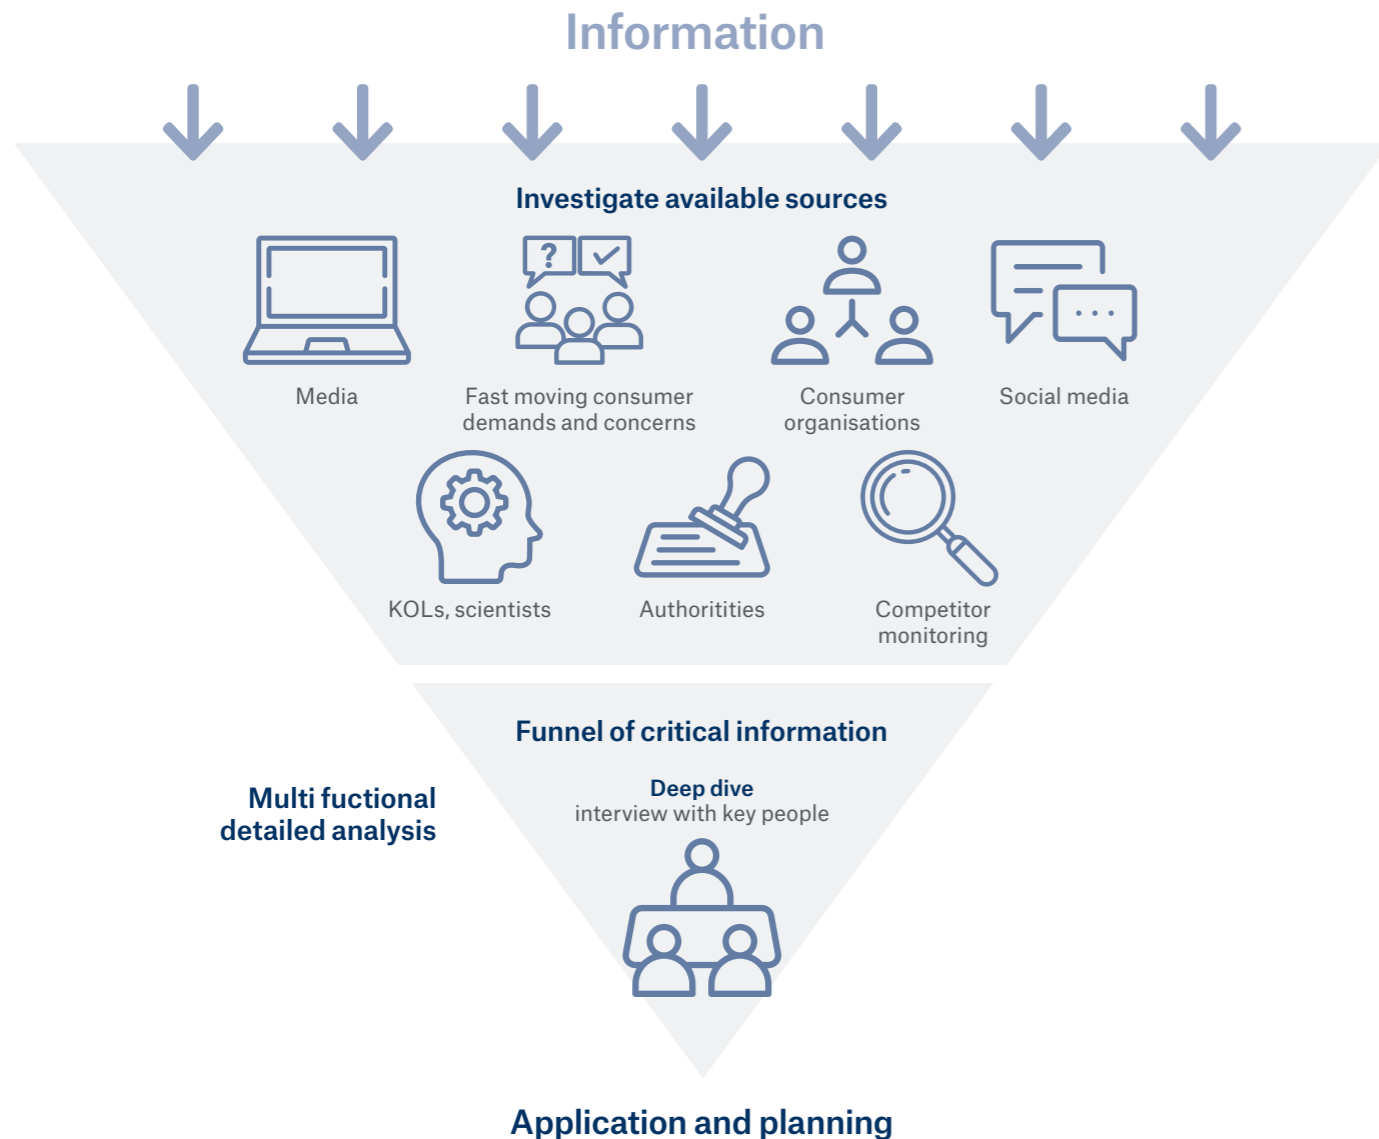 Information
Investigate available sources
?
Media
Fast moving consumer
demands and concerns
Consumer
organisations
Social media
KOLs, scientists
Authoritities
Competitor
monitoring
Funnel of critical information
Multi fuctional
detailed analysis
Deep dive
interview with key people
Application and planning